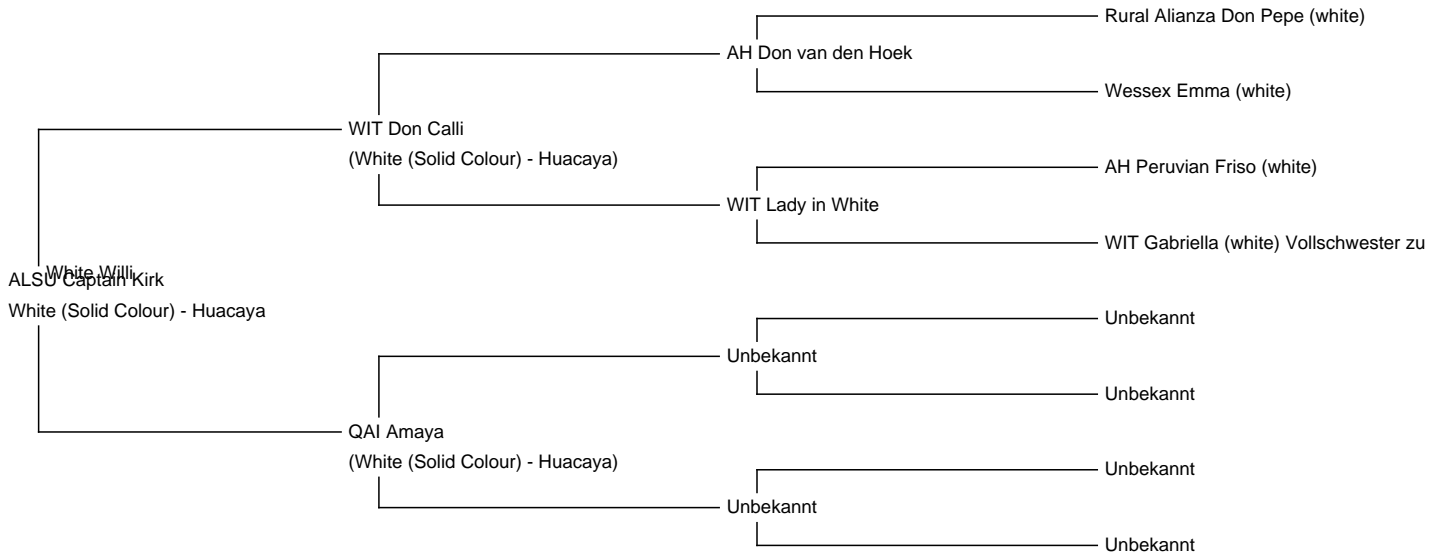 Rural Alianza Don Pepe (white)
AH Don van den Hoek
Wessex Emma (white)
WIT Don Calli
(White (Solid Colour) - Huacaya)
AH Peruvian Friso (white)
WIT Lady in White
WIT Gabriella (white) Vollschwester zu
White Willi
ALSU Captain Kirk
White (Solid Colour) - Huacaya
Unbekannt
Unbekannt
Unbekannt
QAI Amaya
(White (Solid Colour) - Huacaya)
Unbekannt
Unbekannt
Unbekannt